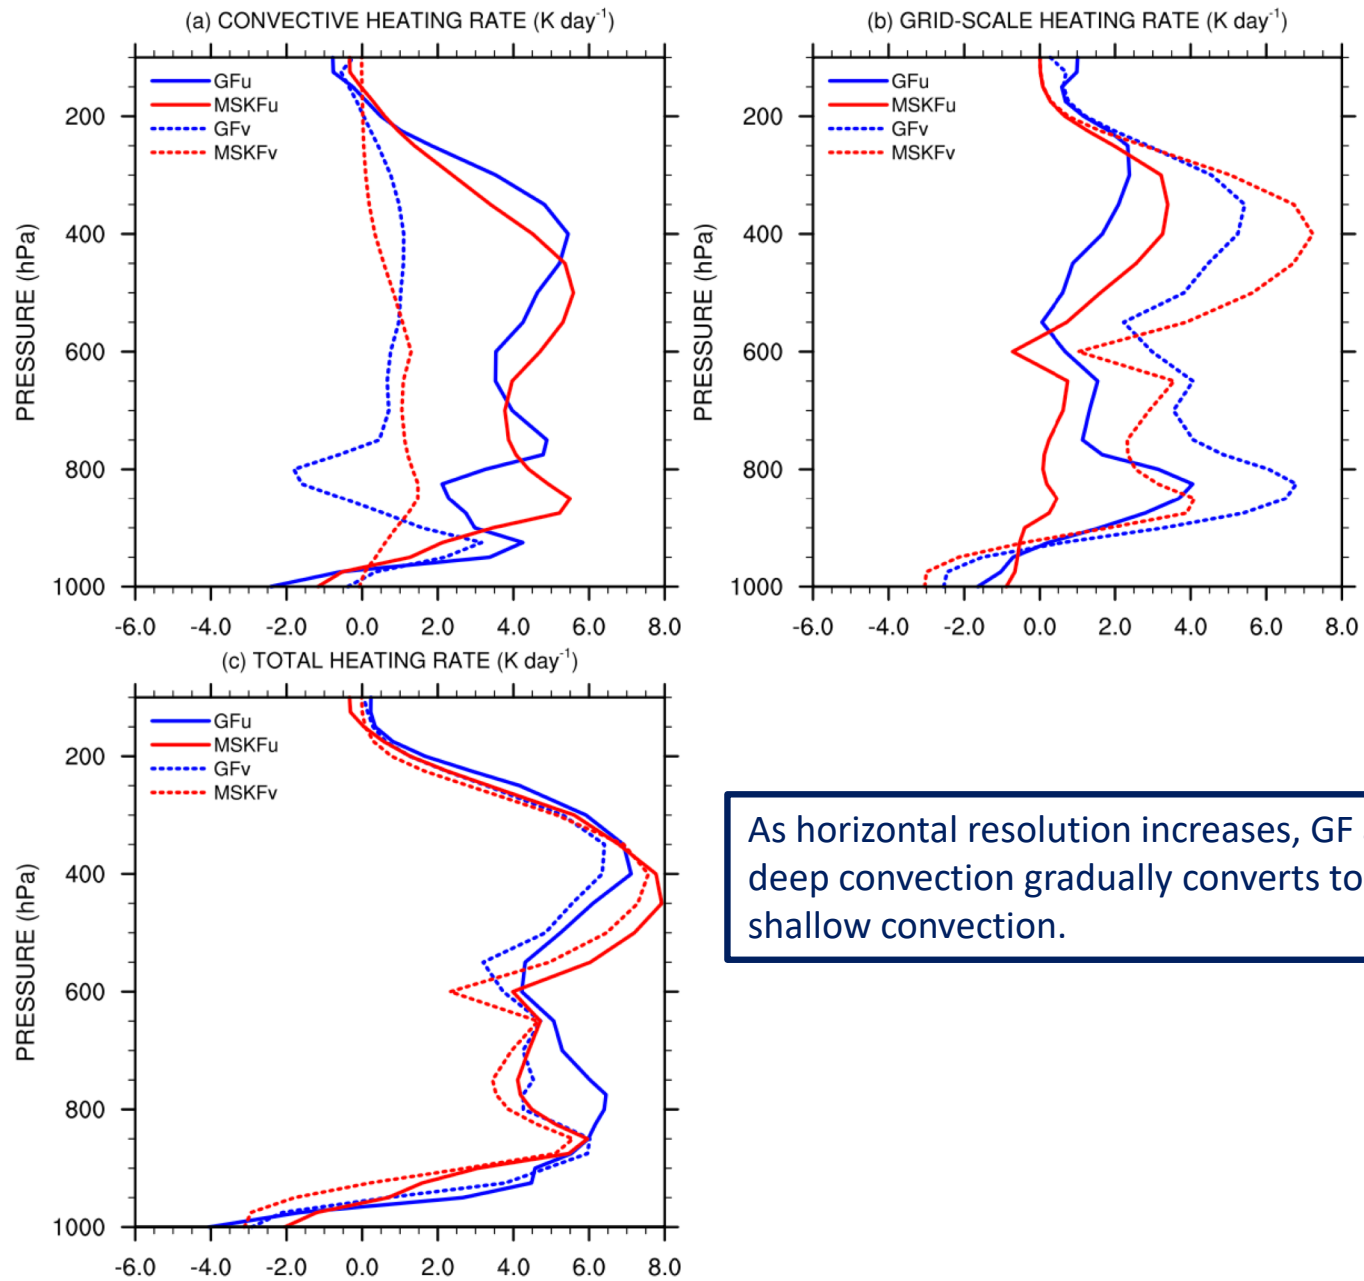 (a) CONVECTIVE HEATING RATE (K day-1)
GFu
MSKFu
GFv
MSKFv
PRESSURE (hPa)
200
400
600
800
1000
-6.0 -4.0 -2.0 0.0 2.0 4.0 6.0 8.0
(b) GRID-SCALE HEATING RATE (K day-1)
GFu
MSKFu
GFv
MSKFv
PRESSURE (hPa)
200
400
600
800
1000
-6.0 -4.0 -2.0 0.0 2.0 4.0 6.0 8.0
(c) TOTAL HEATING RATE (K day-1)
GFu
MSKFu
GFv
MSKFv
PRESSURE (hPa)
200
400
600
800
1000
-6.0 -4.0 -2.0 0.0 2.0 4.0 6.0 8.0
As horizontal resolution increases, GF
deep convection gradually converts to
shallow convection.